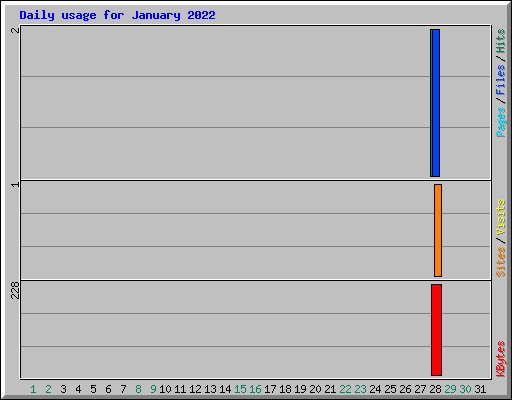 Daily usage for January 2022
2
1
228
Pages / Files / Hits
Sites / Visits
KBytes
1 2 3 4 5 6 7 8 9 10 11 12 13 14 15 16 17 18 19 20 21 22 23 24 25 26 27 28 29 30 31